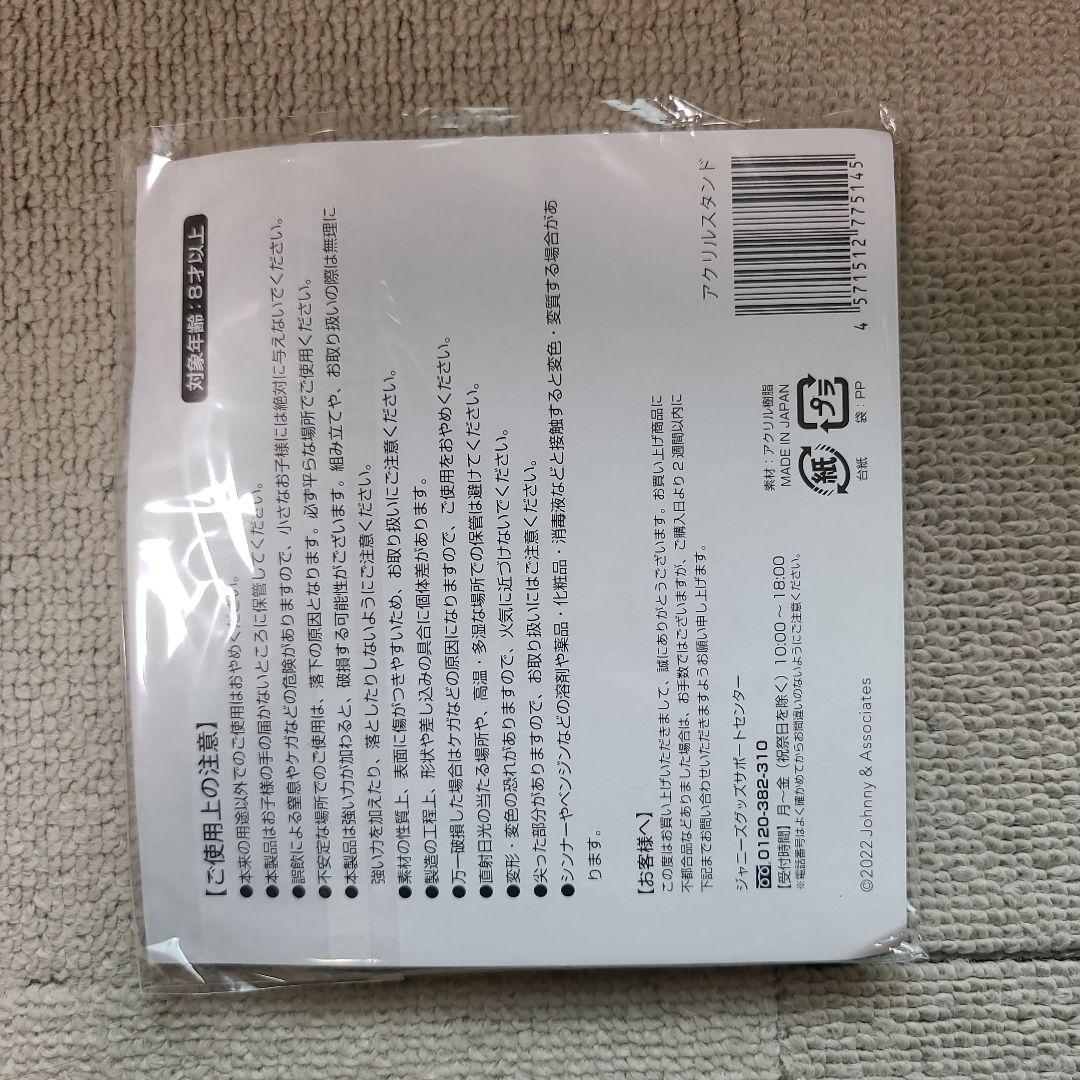 対象年齢：8才以上
【ご使用上の注意】
●本来の用途以外でのご使用はおやめください。
●本製品はお子様の手の届かないところに保管してください。
●誤飲による窒息やケガなどの危険がありますので、小さなお子様には絶対に与えないでください。
●不安定な場所でのご使用は、落下の原因となります。必ず平らな場所でご使用ください。
●本製品は強い力が加わると、破損する可能性がございます。組み立てや、お取り扱いの際は無理に
強い力を加えたり、落としたりしないようにご注意ください。
●素材の性質上、表面に傷がつきやすいため、お取り扱いにご注意ください。
●製造の工程上、形状や差し込みの具合に個体差があります。
●万一破損した場合はケガなどの原因になりますので、ご使用をおやめください。
●直射日光の当たる場所や、高温・多湿な場所での保管は避けてください。
●変形・変色の恐れがありますので、火気に近づけないでください。
●尖った部分がありますので、お取り扱いにはご注意ください。
●シンナーやベンジンなどの溶剤や薬品・化粧品・消毒液などと接触すると変色・変質する場合があ
ります。
【お客様へ】
この度はお買い上げいただきまして、誠にありがとうございます。お買い上げ商品に
不都合品などありました場合は、お手数ではございますが、ご購入日より2週間以内に
下記までお問い合わせいただきますようお願い申し上げます。
ジャニーズグッズサポートセンター
0120-382-310
【受付時間】月〜金（祝祭日を除く）10:00〜18:00
※電話番号はよく確かめてからお間違いのないようにご注意ください。
©2022 Johnny & Associates
アクリルスタンド
4 571512 775145
素材：アクリル樹脂
MADE IN JAPAN
紙
台紙
プラ
袋：PP